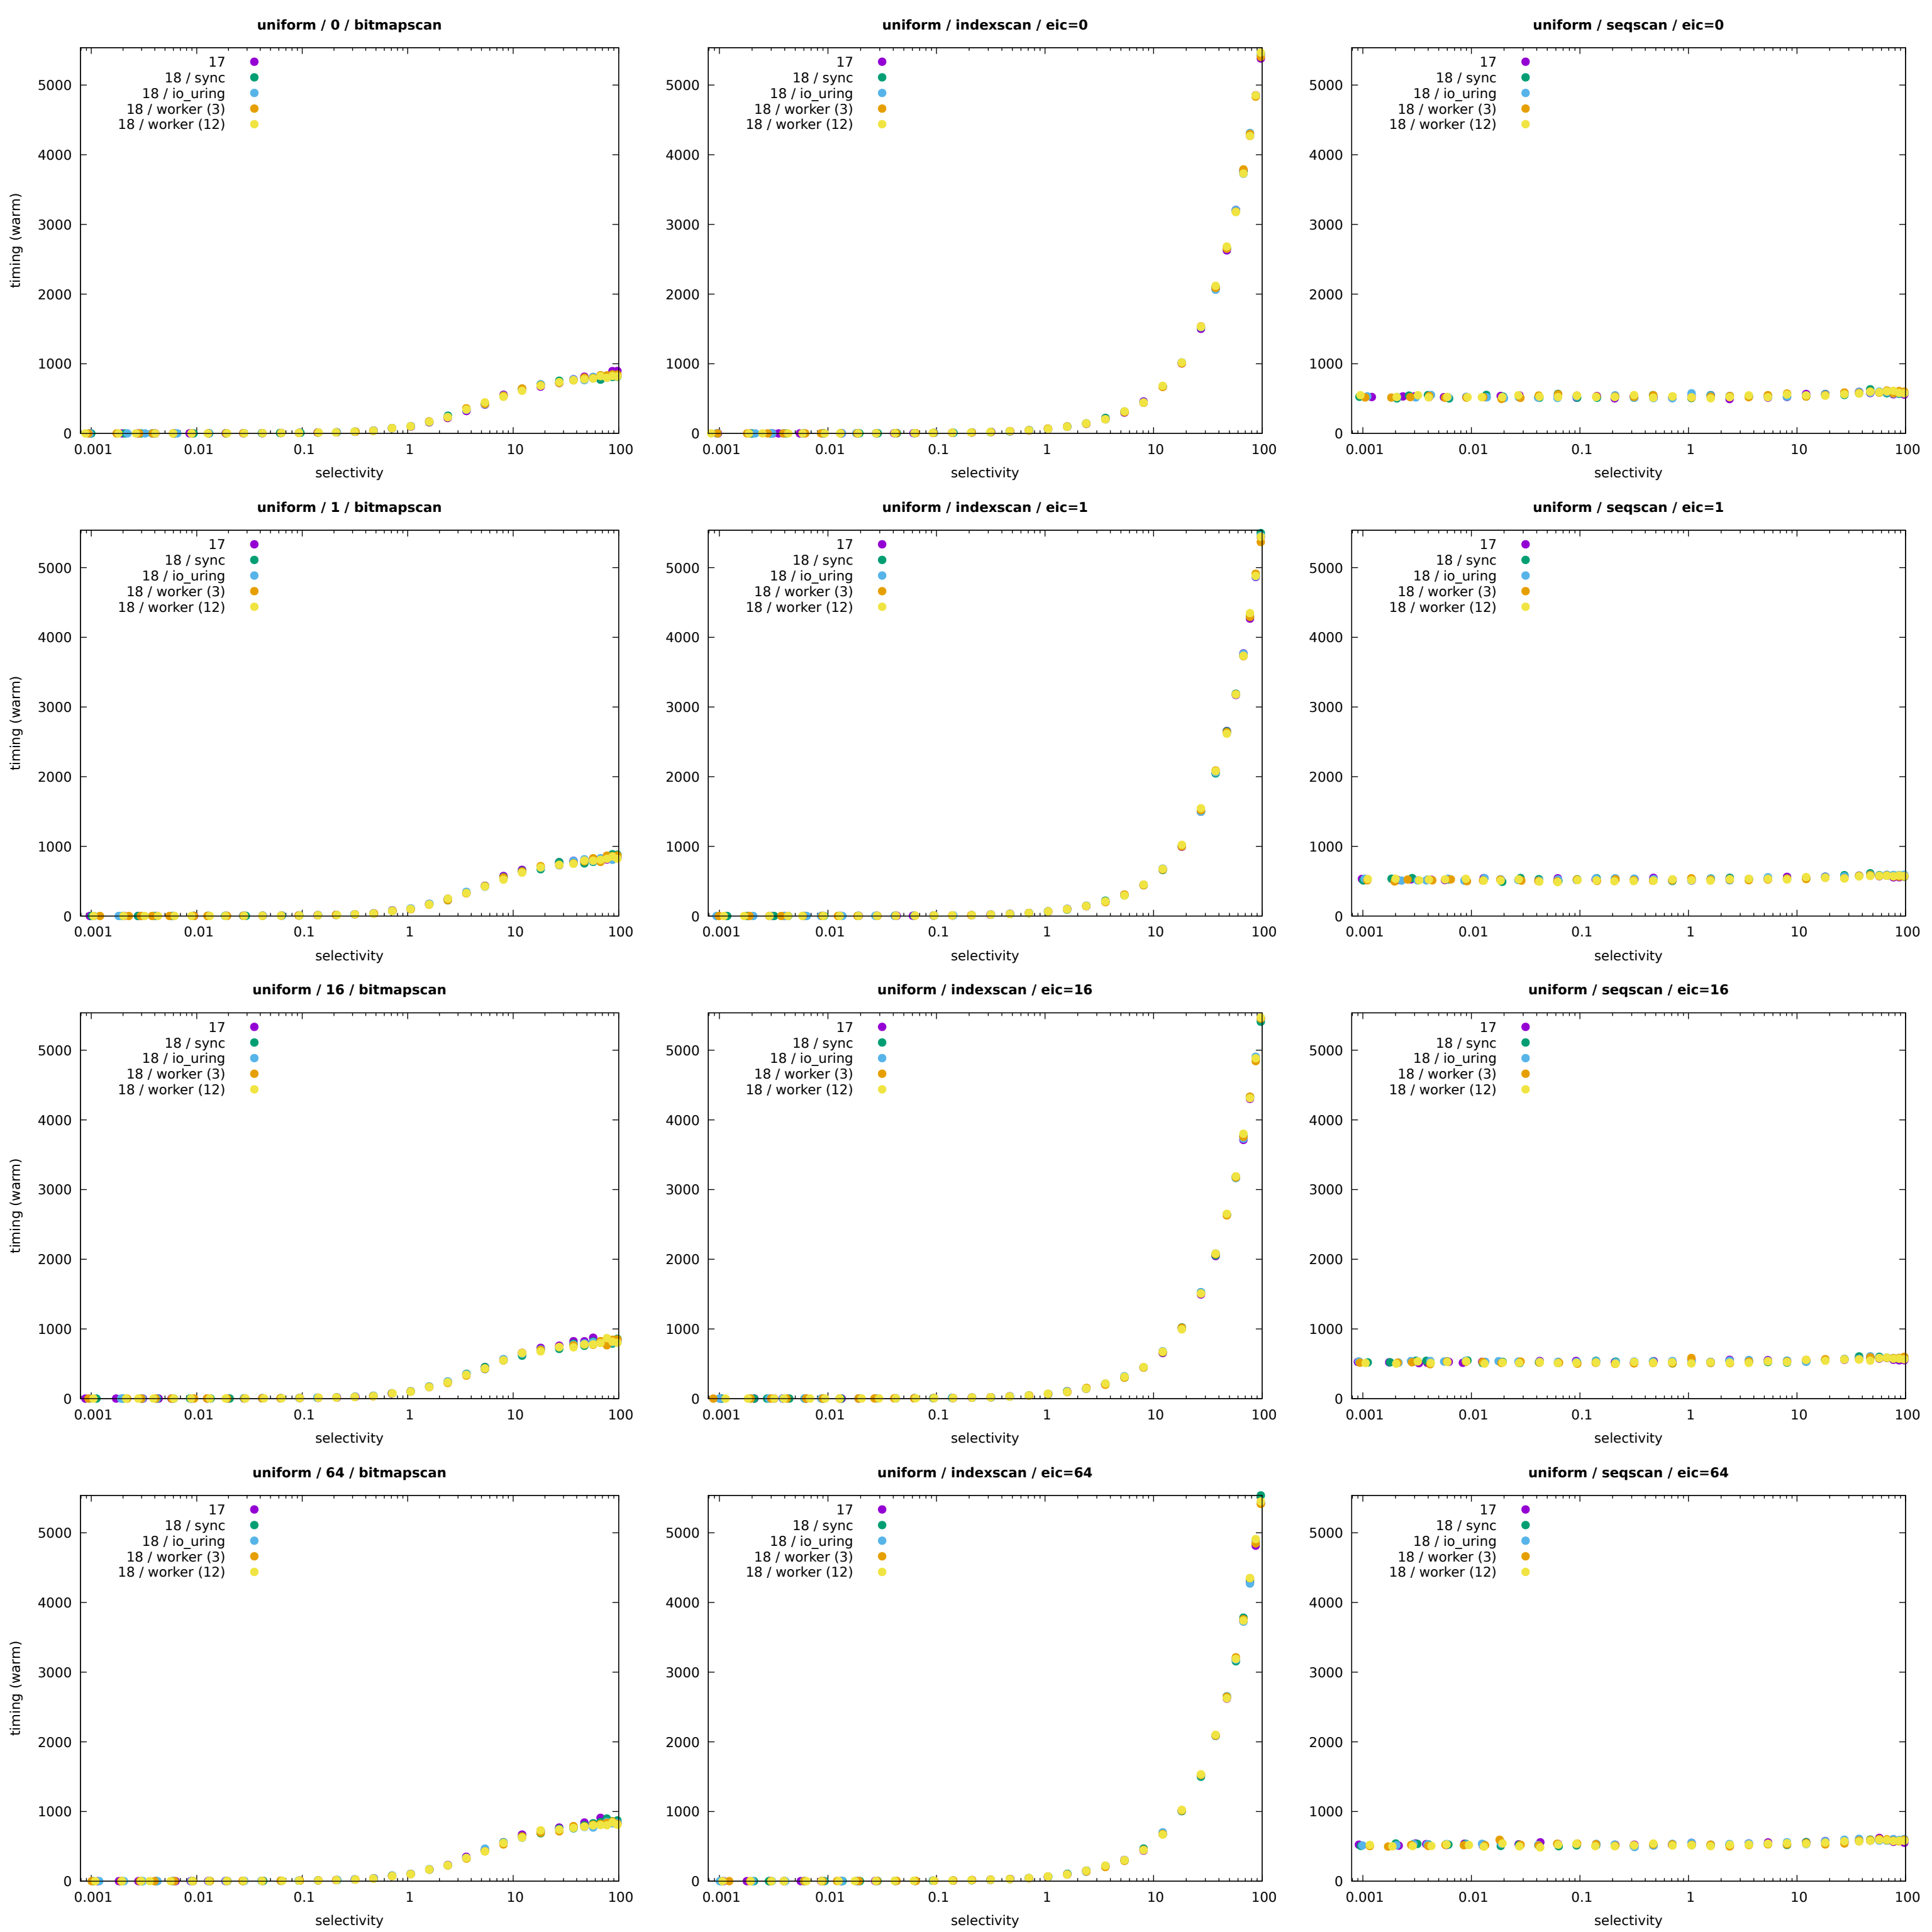 uniform / 0 / bitmapscan
17
18 / sync
18 / io_uring
18 / worker (3)
18 / worker (12)
timing (warm)
5000
4000
3000
2000
1000
0
0.001 0.01 0.1 1 10 100
selectivity
uniform / indexscan / eic=0
17
18 / sync
18 / io_uring
18 / worker (3)
18 / worker (12)
5000
4000
3000
2000
1000
0
0.001 0.01 0.1 1 10 100
selectivity
uniform / seqscan / eic=0
17
18 / sync
18 / io_uring
18 / worker (3)
18 / worker (12)
5000
4000
3000
2000
1000
0
0.001 0.01 0.1 1 10 100
selectivity
uniform / 1 / bitmapscan
17
18 / sync
18 / io_uring
18 / worker (3)
18 / worker (12)
timing (warm)
5000
4000
3000
2000
1000
0
0.001 0.01 0.1 1 10 100
selectivity
uniform / indexscan / eic=1
17
18 / sync
18 / io_uring
18 / worker (3)
18 / worker (12)
5000
4000
3000
2000
1000
0
0.001 0.01 0.1 1 10 100
selectivity
uniform / seqscan / eic=1
17
18 / sync
18 / io_uring
18 / worker (3)
18 / worker (12)
5000
4000
3000
2000
1000
0
0.001 0.01 0.1 1 10 100
selectivity
uniform / 16 / bitmapscan
17
18 / sync
18 / io_uring
18 / worker (3)
18 / worker (12)
timing (warm)
5000
4000
3000
2000
1000
0
0.001 0.01 0.1 1 10 100
selectivity
uniform / indexscan / eic=16
17
18 / sync
18 / io_uring
18 / worker (3)
18 / worker (12)
5000
4000
3000
2000
1000
0
0.001 0.01 0.1 1 10 100
selectivity
uniform / seqscan / eic=16
17
18 / sync
18 / io_uring
18 / worker (3)
18 / worker (12)
5000
4000
3000
2000
1000
0
0.001 0.01 0.1 1 10 100
selectivity
uniform / 64 / bitmapscan
17
18 / sync
18 / io_uring
18 / worker (3)
18 / worker (12)
timing (warm)
5000
4000
3000
2000
1000
0
0.001 0.01 0.1 1 10 100
selectivity
uniform / indexscan / eic=64
17
18 / sync
18 / io_uring
18 / worker (3)
18 / worker (12)
5000
4000
3000
2000
1000
0
0.001 0.01 0.1 1 10 100
selectivity
uniform / seqscan / eic=64
17
18 / sync
18 / io_uring
18 / worker (3)
18 / worker (12)
5000
4000
3000
2000
1000
0
0.001 0.01 0.1 1 10 100
selectivity